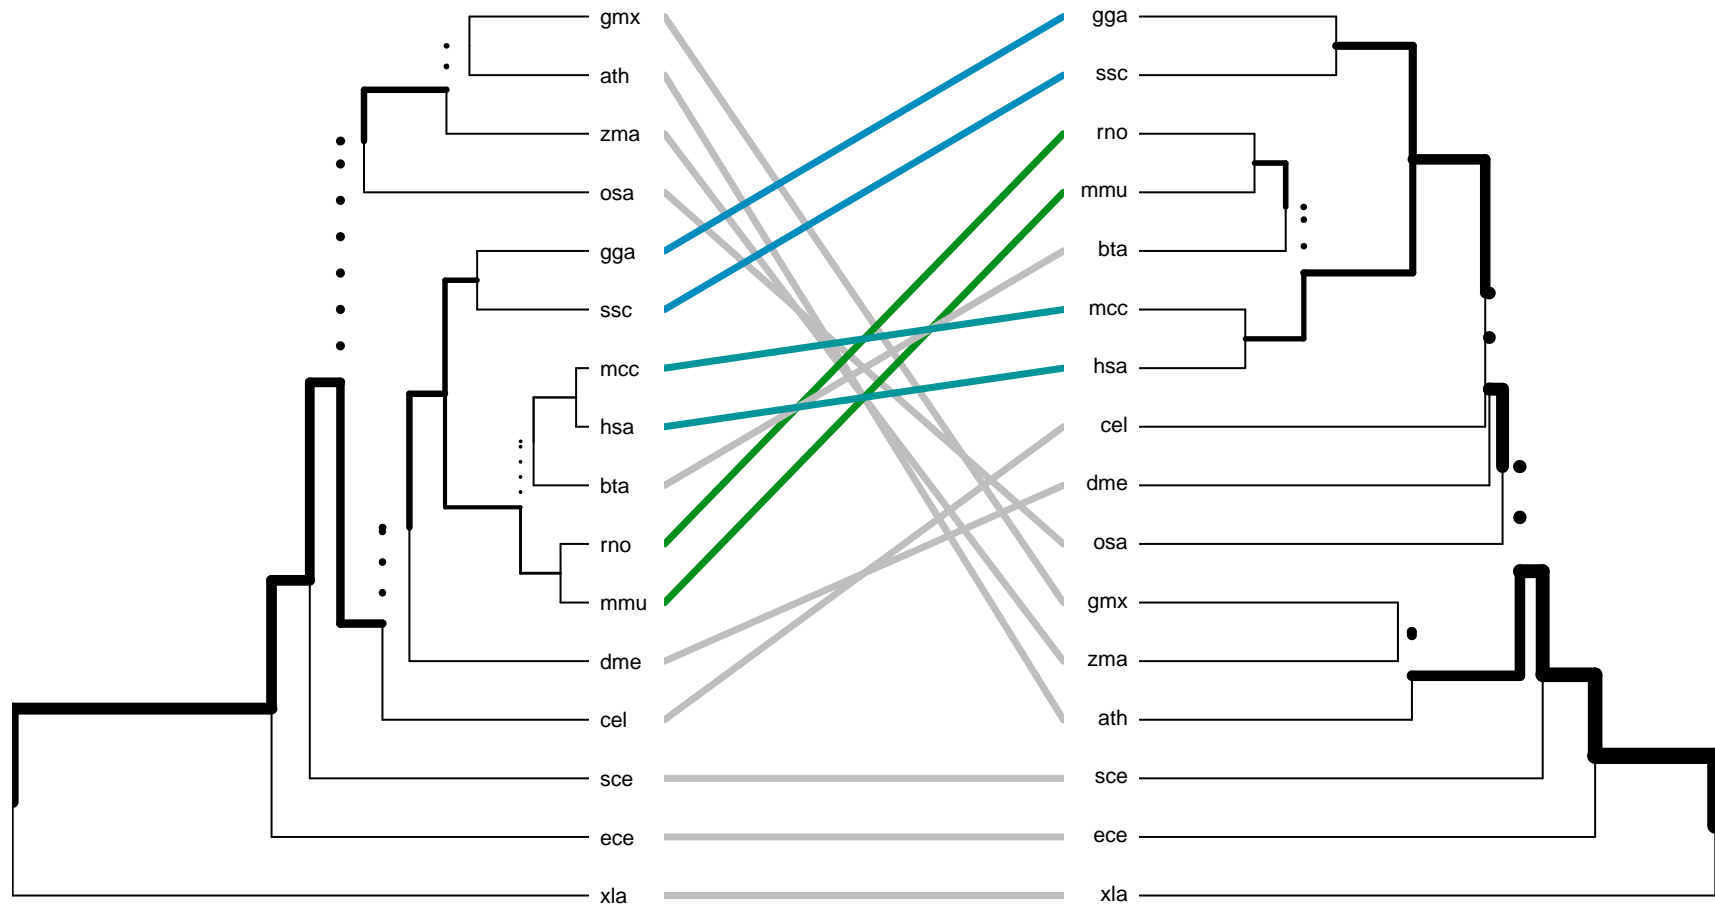 gmx gga
ath ssc
zma rno
osa mmu
gga bta
ssc mcc
mcc hsa
hsa cel
bta dme
rno osa
mmu gmx
dme zma
cel ath
sce sce
ece ece
xla xla